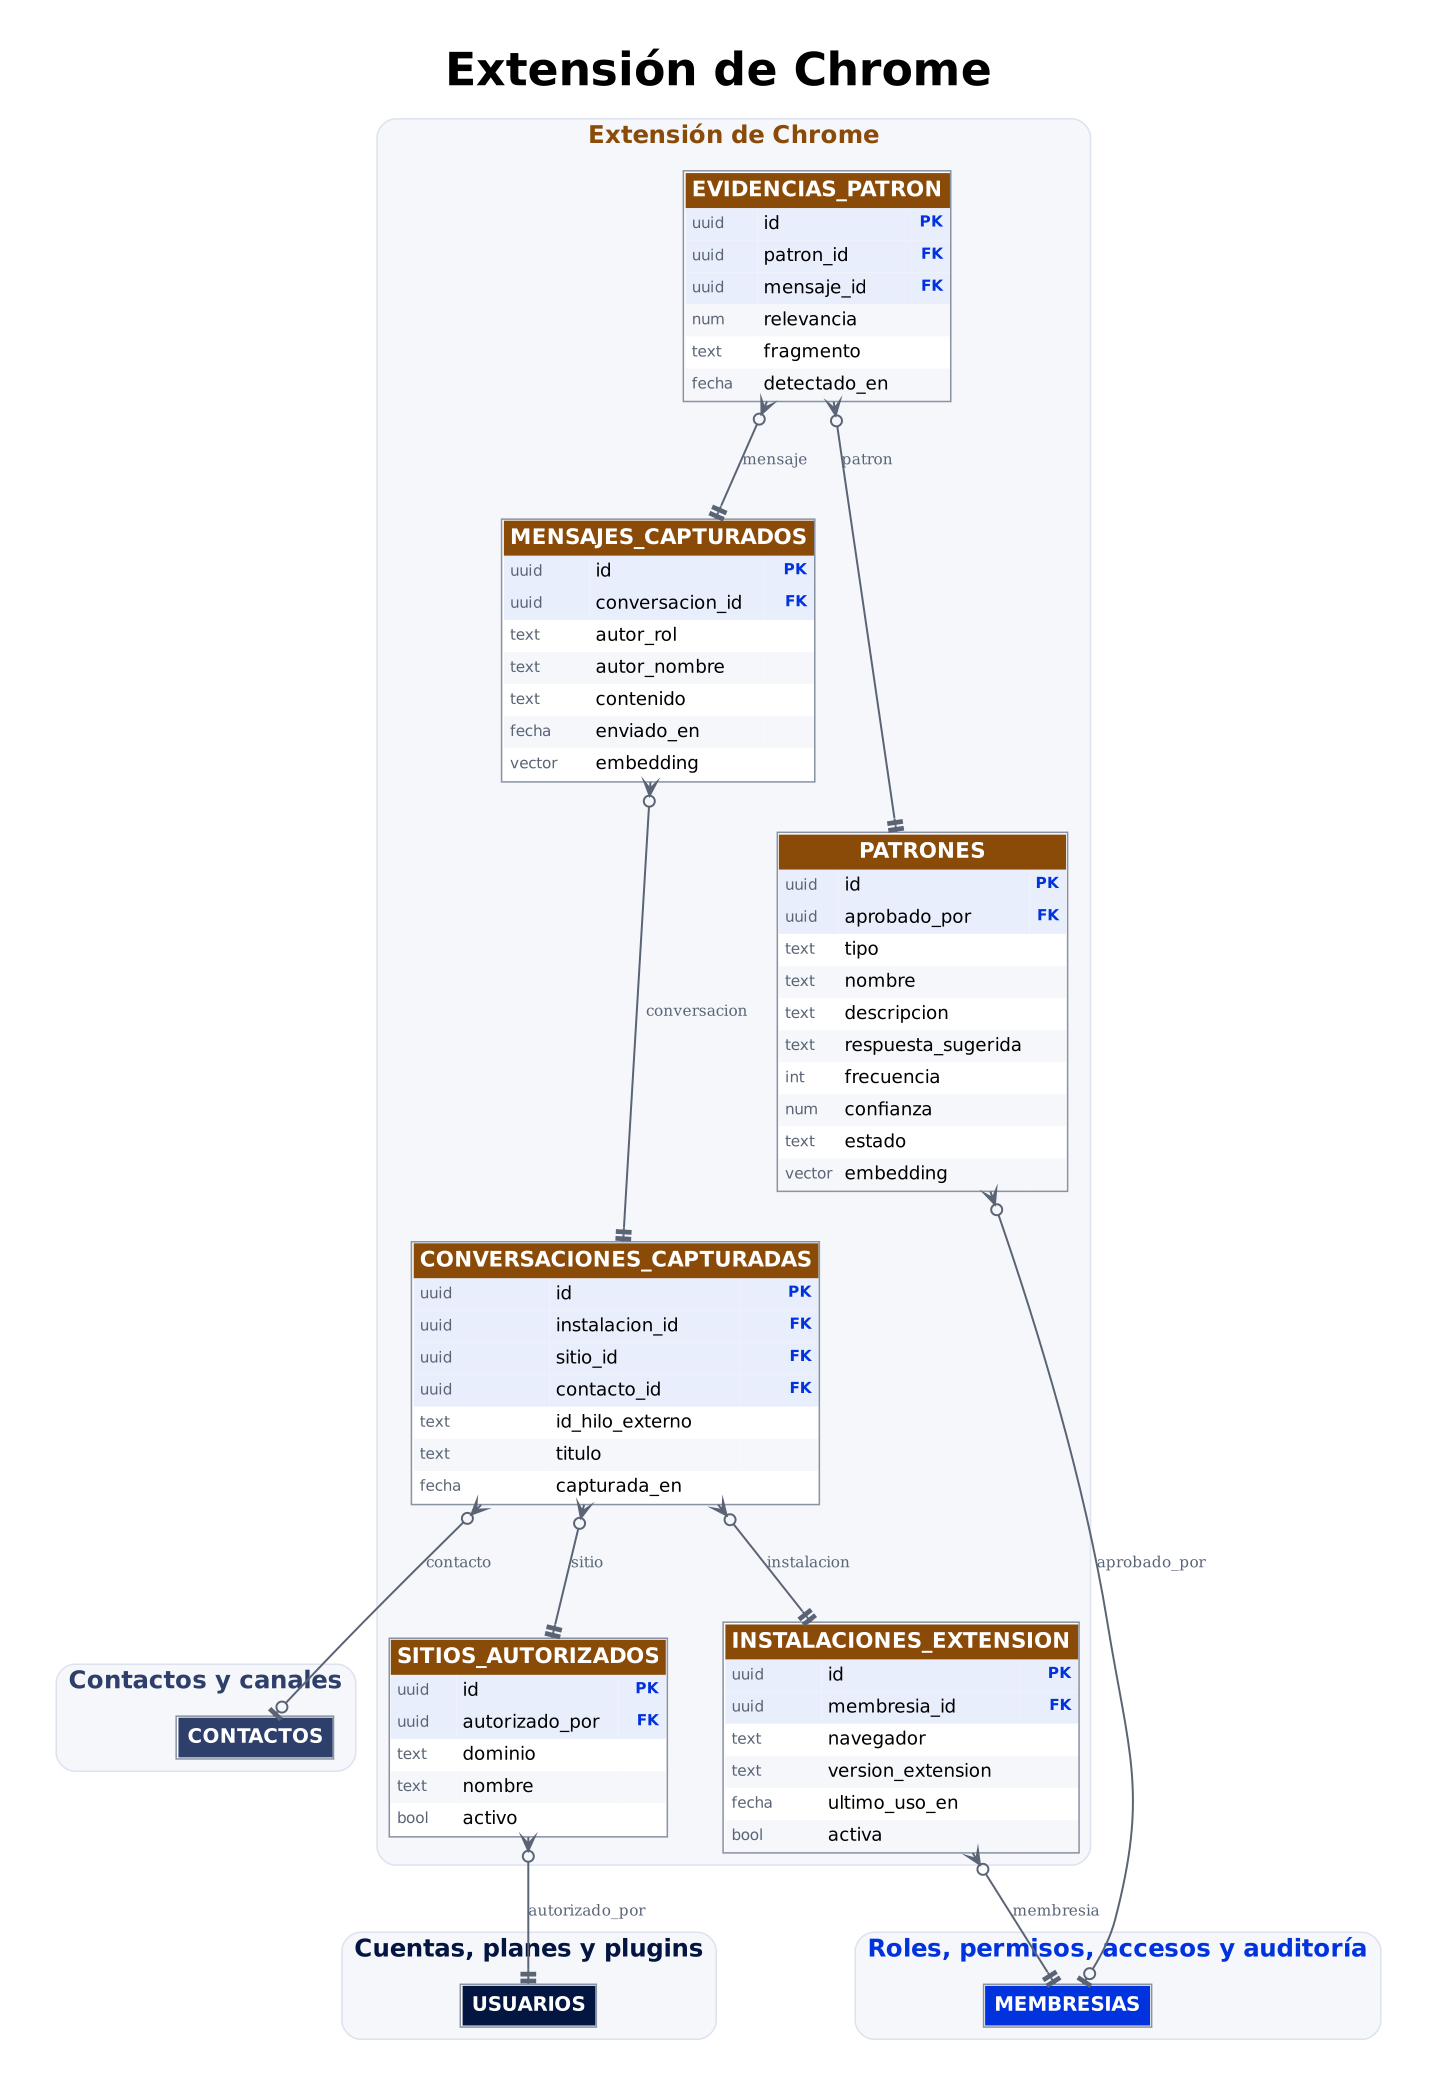 Extensión de Chrome
Extensión de Chrome
EVIDENCIAS_PATRON
uuid id PK
uuid patron_id FK
uuid mensaje_id FK
num relevancia
text fragmento
fecha detectado_en
mensaje
patron
MENSAJES_CAPTURADOS
uuid id PK
uuid conversacion_id FK
text autor_rol
text autor_nombre
text contenido
fecha enviado_en
vector embedding
PATRONES
uuid id PK
uuid aprobado_por FK
text tipo
text nombre
text descripcion
text respuesta_sugerida
int frecuencia
num confianza
text estado
vector embedding
conversacion
CONVERSACIONES_CAPTURADAS
uuid id PK
uuid instalacion_id FK
uuid sitio_id FK
uuid contacto_id FK
text id_hilo_externo
text titulo
fecha capturada_en
contacto
sitio
instalacion
aprobado_por
Contactos y canales
CONTACTOS
SITIOS_AUTORIZADOS
uuid id PK
uuid autorizado_por FK
text dominio
text nombre
bool activo
INSTALACIONES_EXTENSION
uuid id PK
uuid membresia_id FK
text navegador
text version_extension
fecha ultimo_uso_en
bool activa
autorizado_por
membresia
Cuentas, planes y plugins
USUARIOS
Roles, permisos, accesos y auditoría
MEMBRESIAS